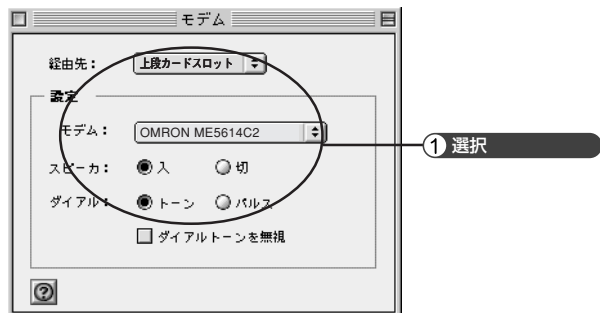 モデム
経由先： 上段カードスロット
設定
モデム： OMRON ME5614C2
① 選択
スピーカ： 入 切
ダイアル： トーン パルス
ダイアルトーンを無視
?